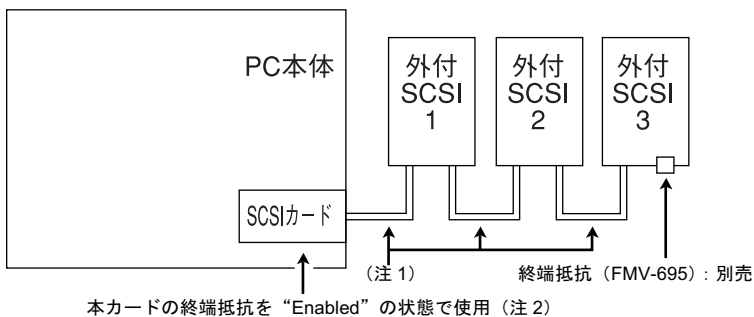 PC本体
外付
SCSI
1
外付
SCSI
2
外付
SCSI
3
SCSIカード
（注 1）
終端抵抗（FMV-695）: 別売
本カードの終端抵抗を“Enabled”の状態で使用（注 2）